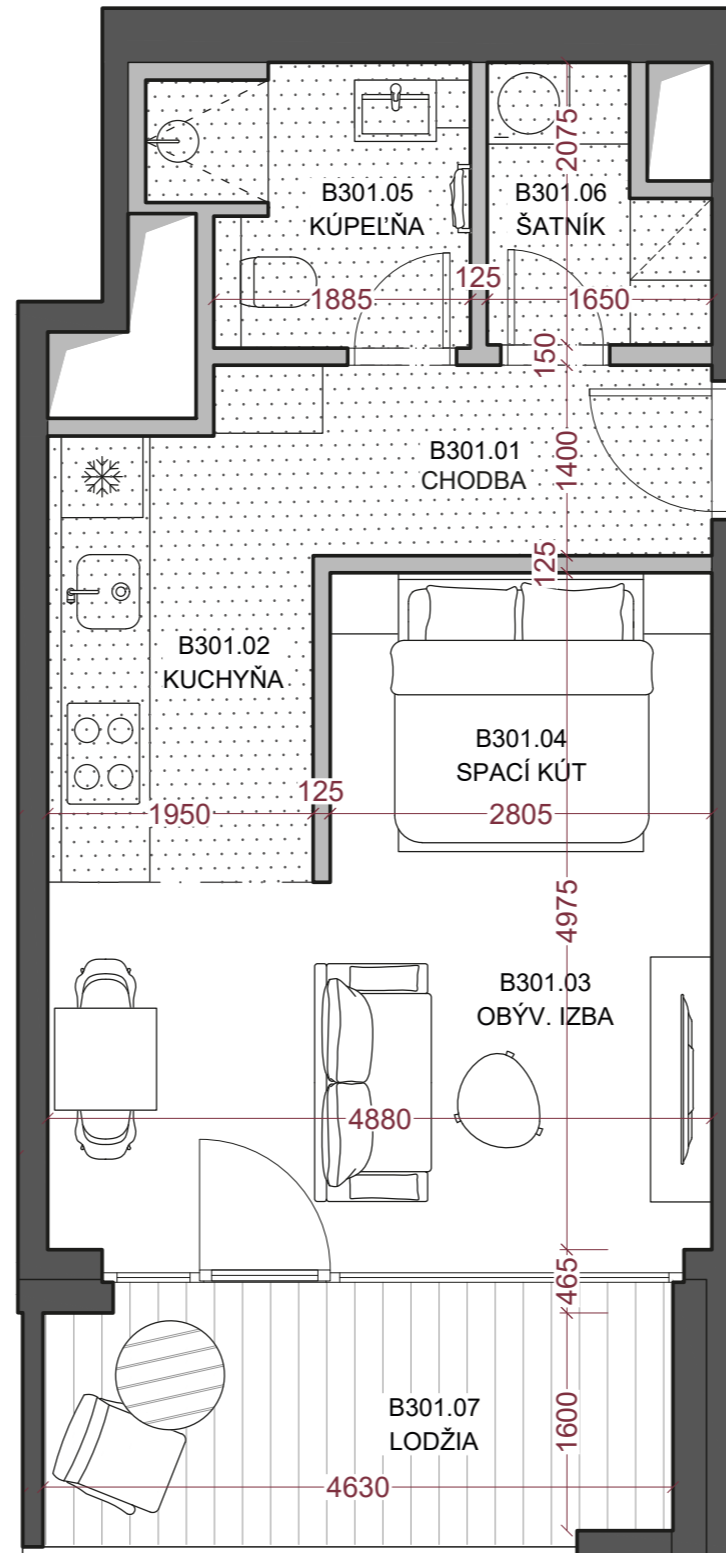 2075
B301.05
KÚPEĽŇA
B301.06
ŠATNÍK
1885
125
1650
150
B301.01
CHODBA
1400
125
B301.02
KUCHYŇA
B301.04
SPACÍ KÚT
1950
125
2805
4975
B301.03
OBÝV. IZBA
4880
465
B301.07
LODŽIA
1600
4630